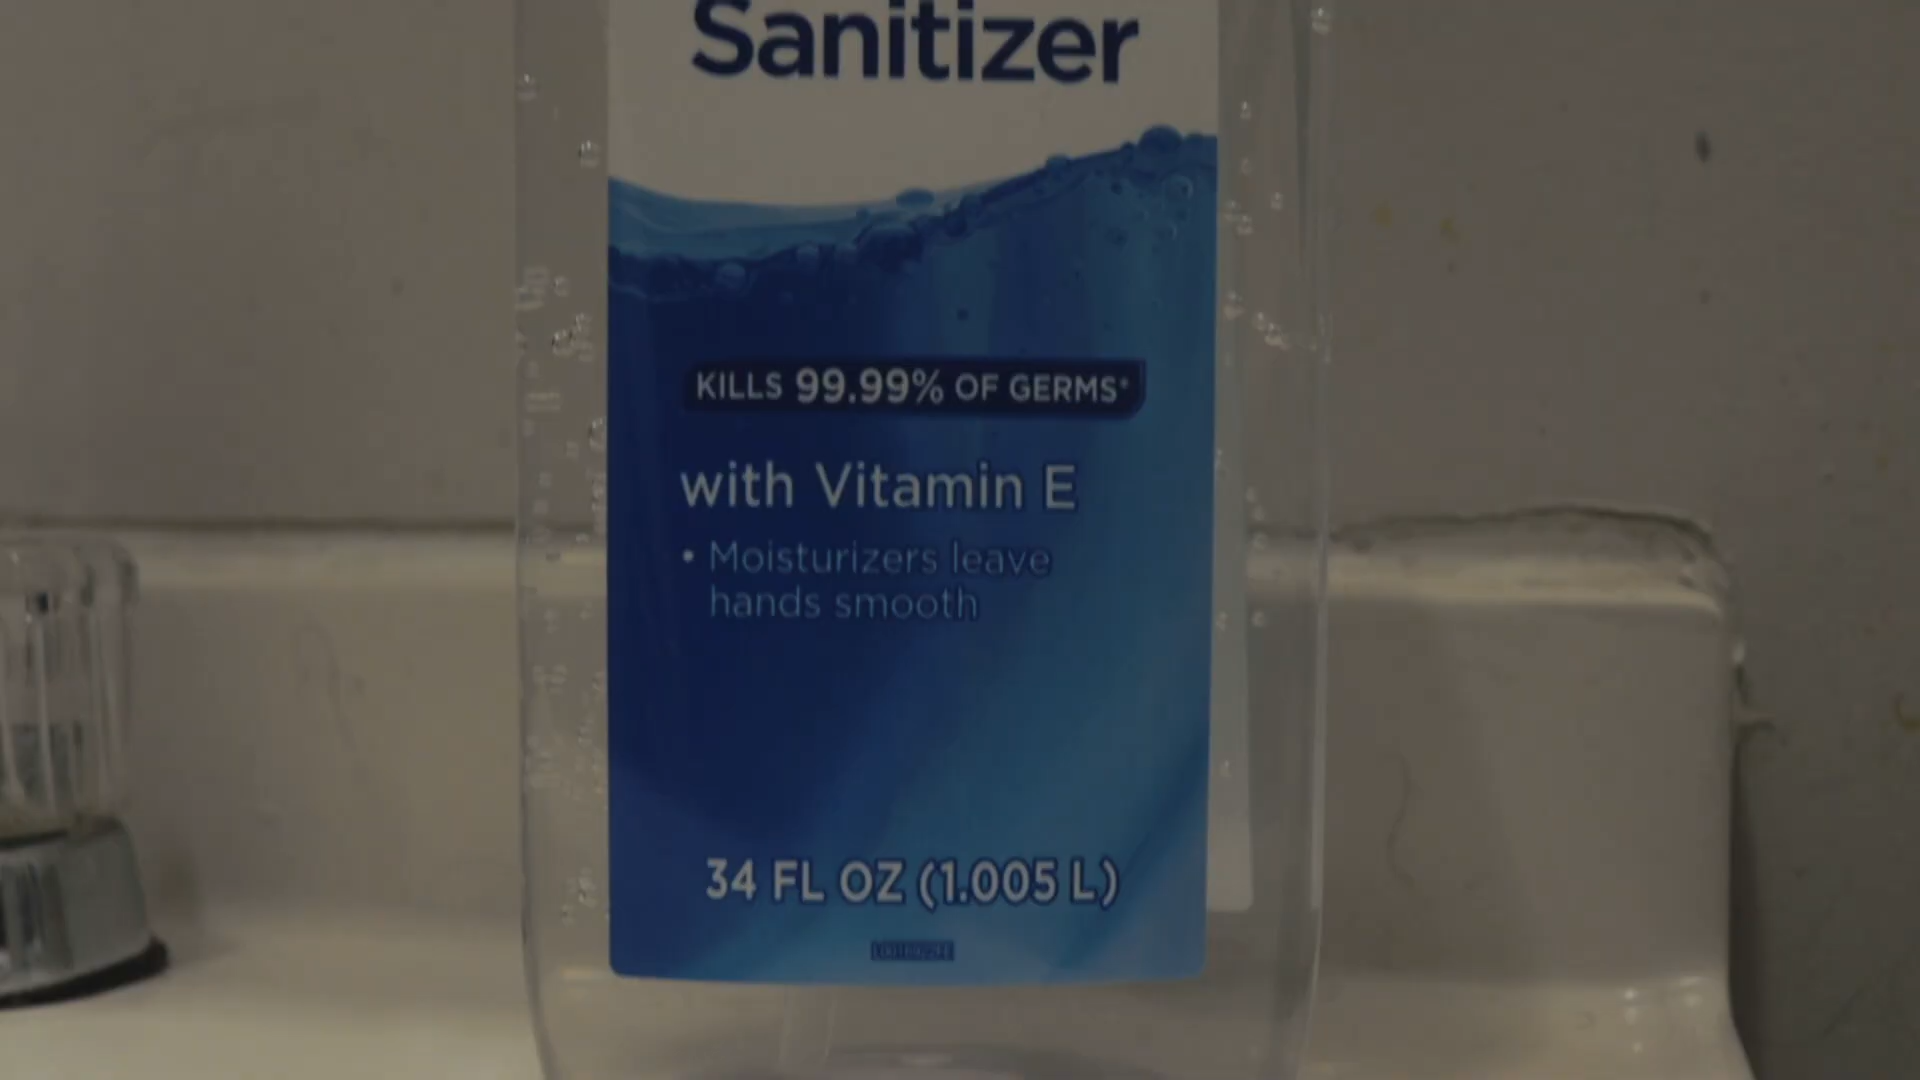 Sanitizer
KILLS 99.99% OF GERMS*
with Vitamin E
• Moisturizers leave
hands smooth
34 FL OZ (1.005 L)